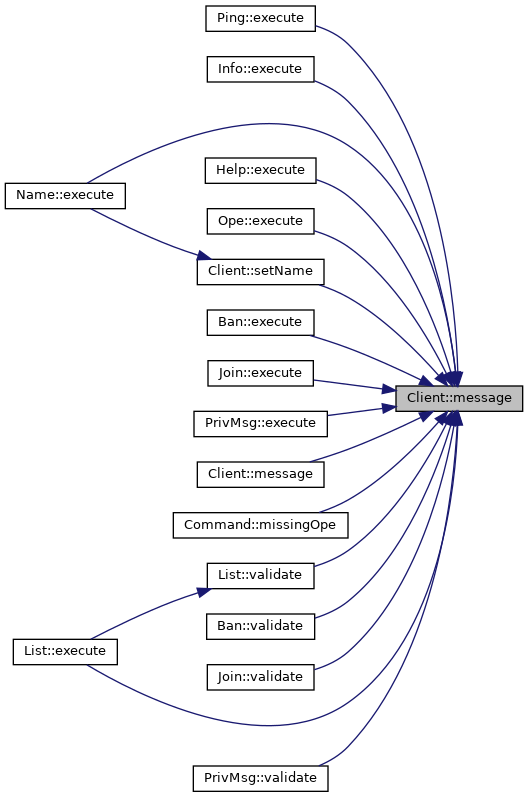 Ping::execute
Info::execute
Help::execute
Name::execute
Ope::execute
Client::setName
Ban::execute
Join::execute
Client::message
PrivMsg::execute
Client::message
Command::missingOpe
List::validate
Ban::validate
List::execute
Join::validate
PrivMsg::validate